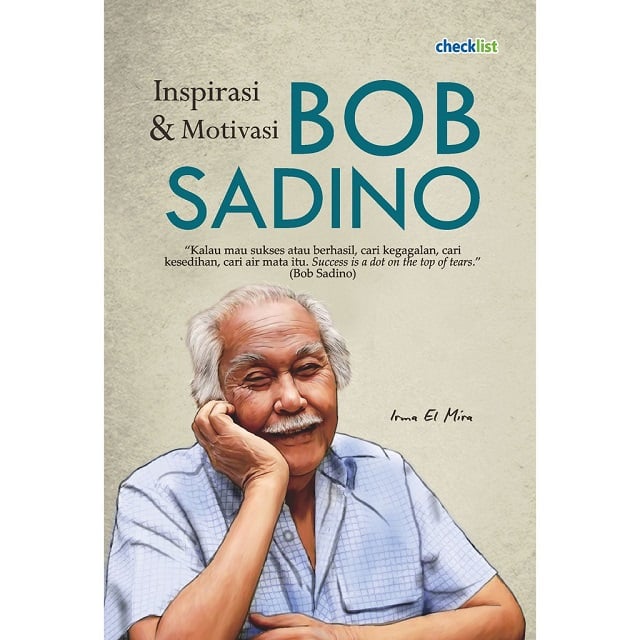 checklist
Inspirasi
& Motivasi
BOB
SADINO
“Kalau mau sukses atau berhasil, cari kegagalan, cari
kesedihan, cari air mata itu. Success is a dot on the top of tears.”
(Bob Sadino)
Irma El Mira